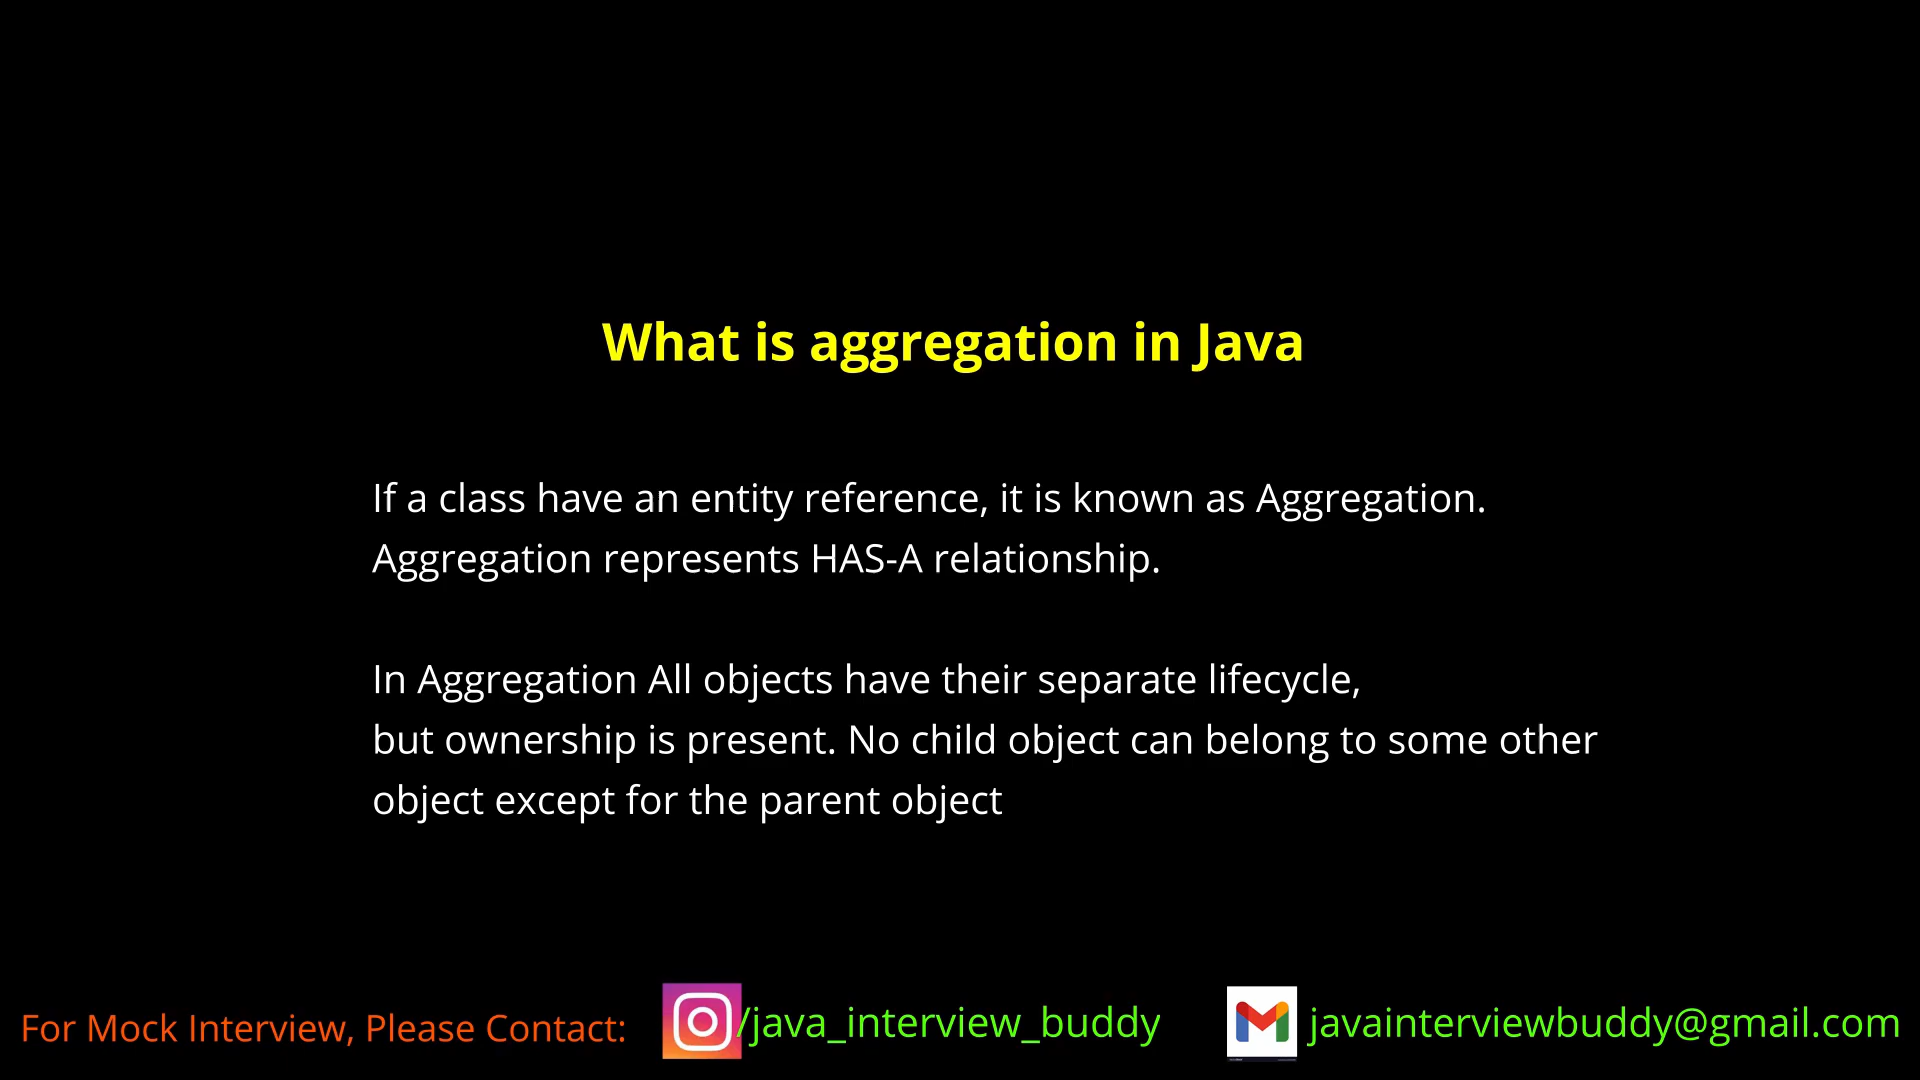 What is aggregation in Java
If a class have an entity reference, it is known as Aggregation.
Aggregation represents HAS-A relationship.
In Aggregation All objects have their separate lifecycle,
but ownership is present. No child object can belong to some other
object except for the parent object
For Mock Interview, Please Contact: /java_interview_buddy javainterviewbuddy@gmail.com